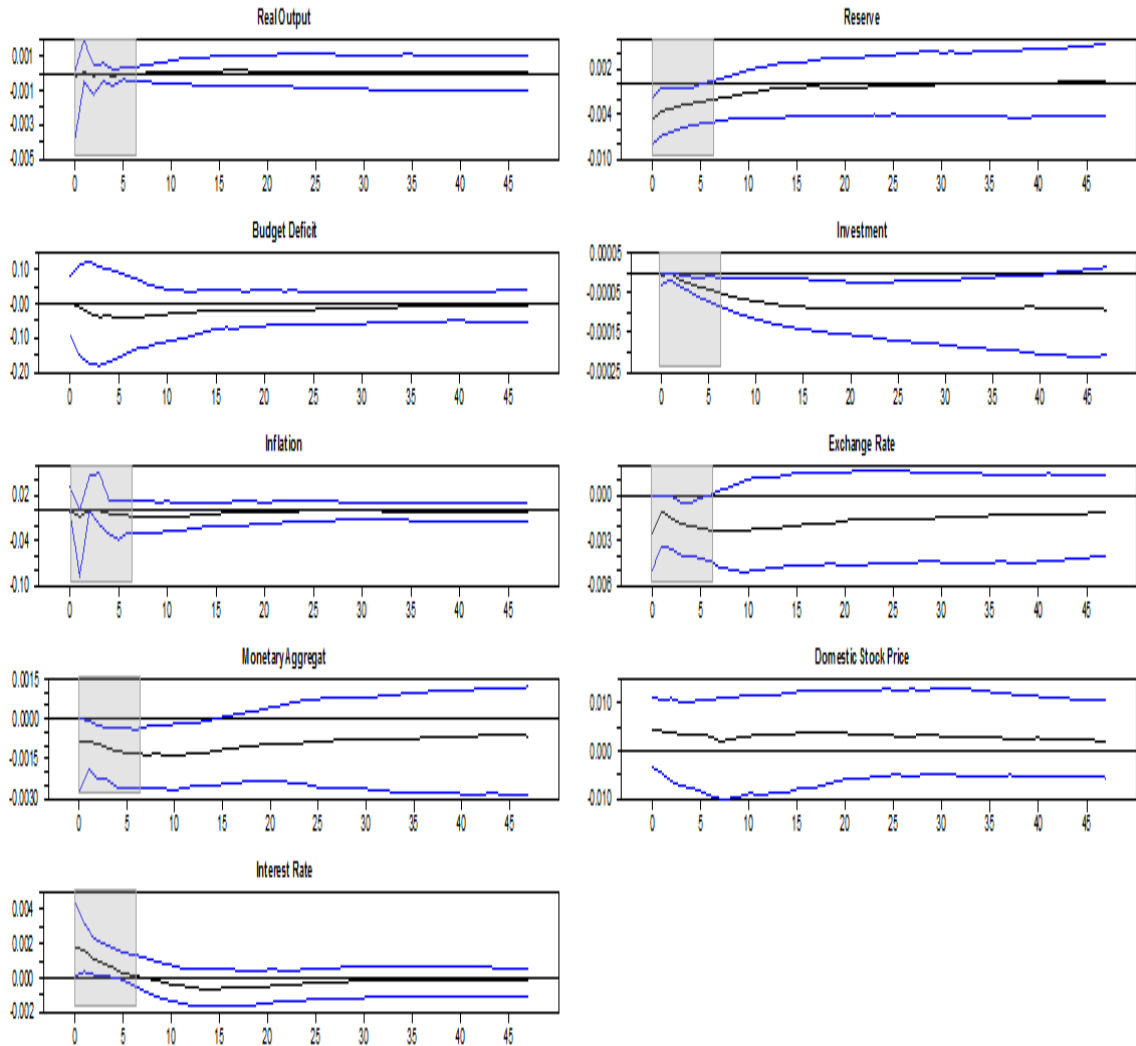 Real Output
0.001
-0.001
-0.003
-0.005
0 5 10 15 20 25 30 35 40 45
Reserve
0.002
-0.004
-0.010
0 5 10 15 20 25 30 35 40 45
Budget Deficit
0.10
-0.00
-0.10
-0.20
0 5 10 15 20 25 30 35 40 45
Investment
0.00005
-0.00005
-0.00015
-0.00025
0 5 10 15 20 25 30 35 40 45
Inflation
0.02
-0.04
-0.10
0 5 10 15 20 25 30 35 40 45
Exchange Rate
0.000
-0.003
-0.006
0 5 10 15 20 25 30 35 40 45
Monetary Aggregat
0.0015
0.0000
-0.0015
-0.0030
0 5 10 15 20 25 30 35 40 45
Domestic Stock Price
0.010
0.000
-0.010
0 5 10 15 20 25 30 35 40 45
Interest Rate
0.004
0.002
0.000
-0.002
0 5 10 15 20 25 30 35 40 45